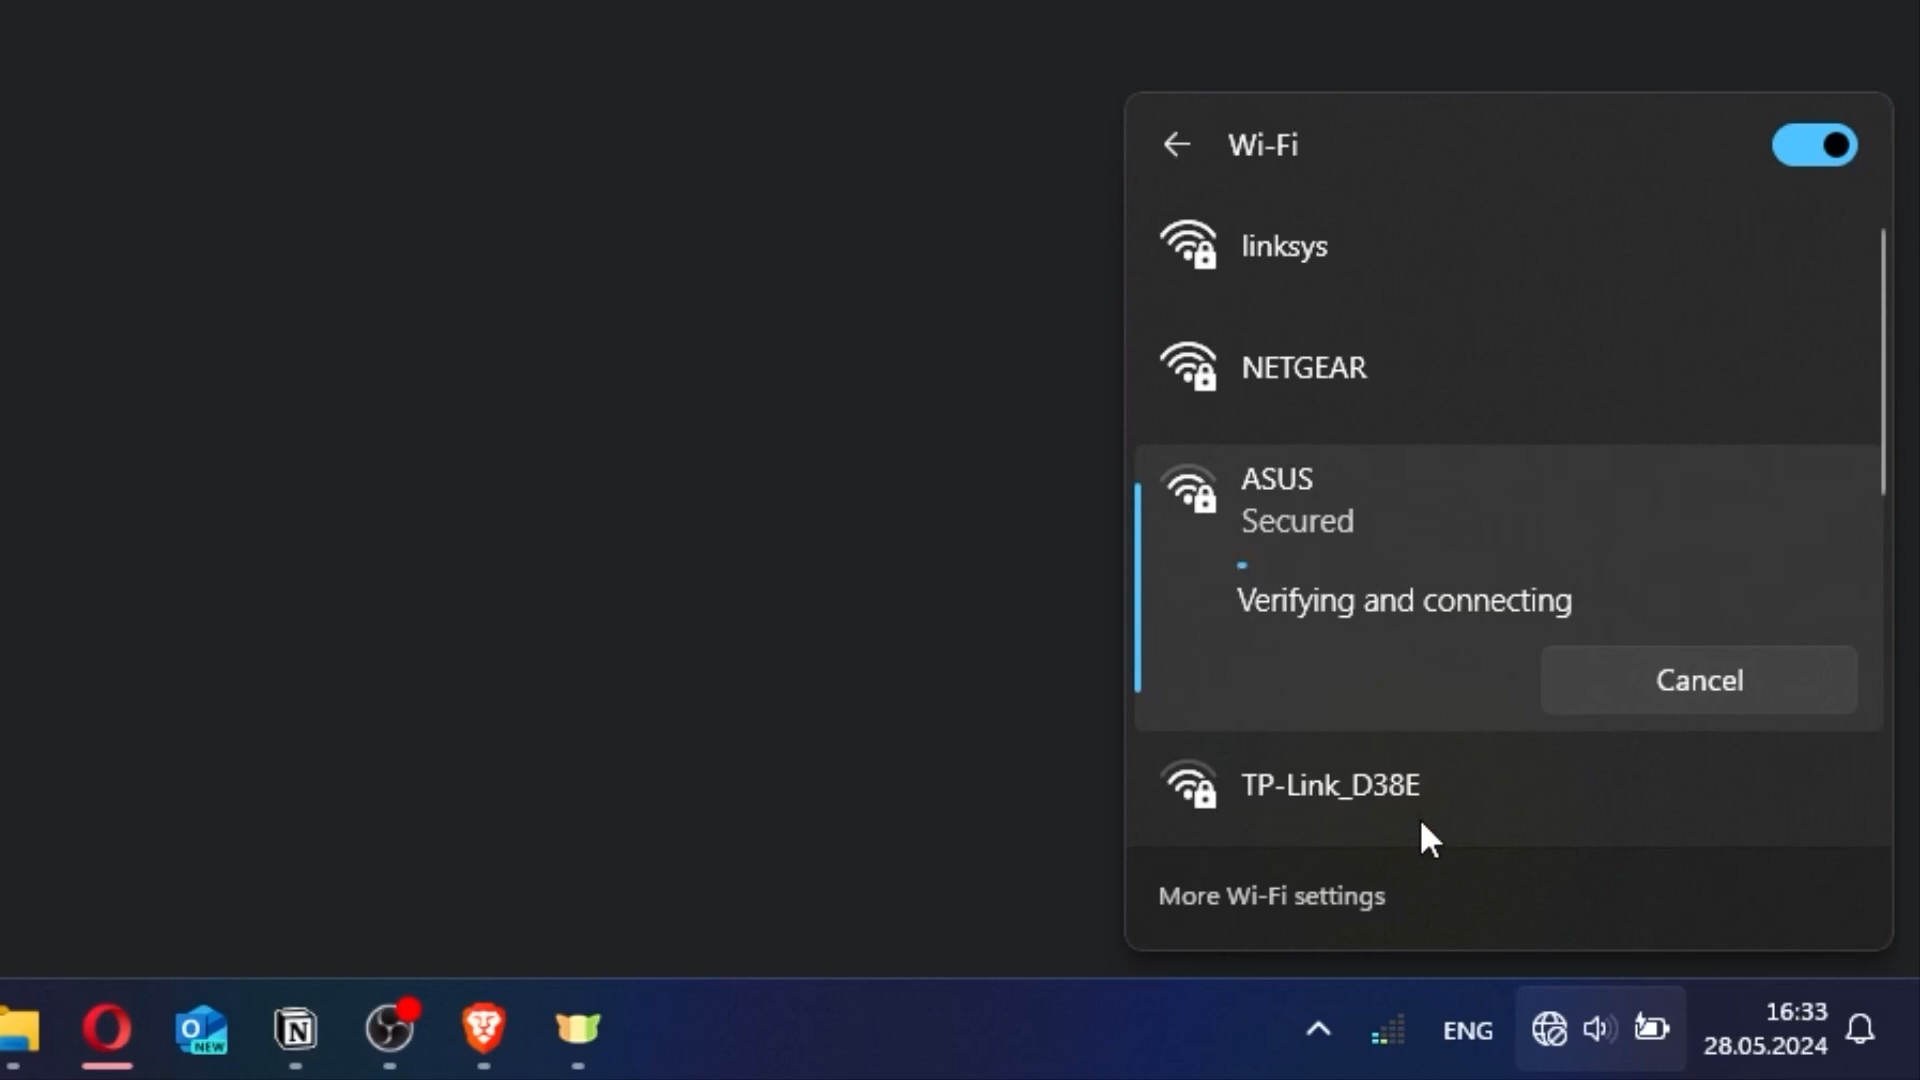 Wi-Fi
linksys
NETGEAR
ASUS
Secured
Verifying and connecting
Cancel
TP-Link_D38E
More Wi-Fi settings
O
NEW
N
ENG
16:33
28.05.2024